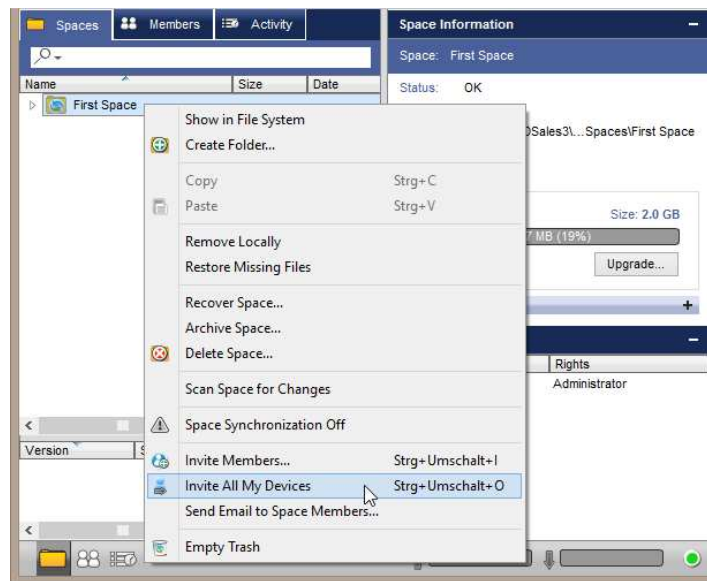 Spaces Members Activity
Name Size Date
First Space
Show in File System
Create Folder...
Copy Strg+C
Paste Strg+V
Remove Locally
Restore Missing Files
Recover Space...
Archive Space...
Delete Space...
Scan Space for Changes
Space Synchronization Off
Invite Members... Strg+Umschalt+I
Invite All My Devices Strg+Umschalt+O
Send Email to Space Members...
Empty Trash
Version
Space Information
Space: First Space
Status: OK
Sales3\...Spaces\First Space
Size: 2.0 GB
MB (19%)
Upgrade...
Rights
Administrator